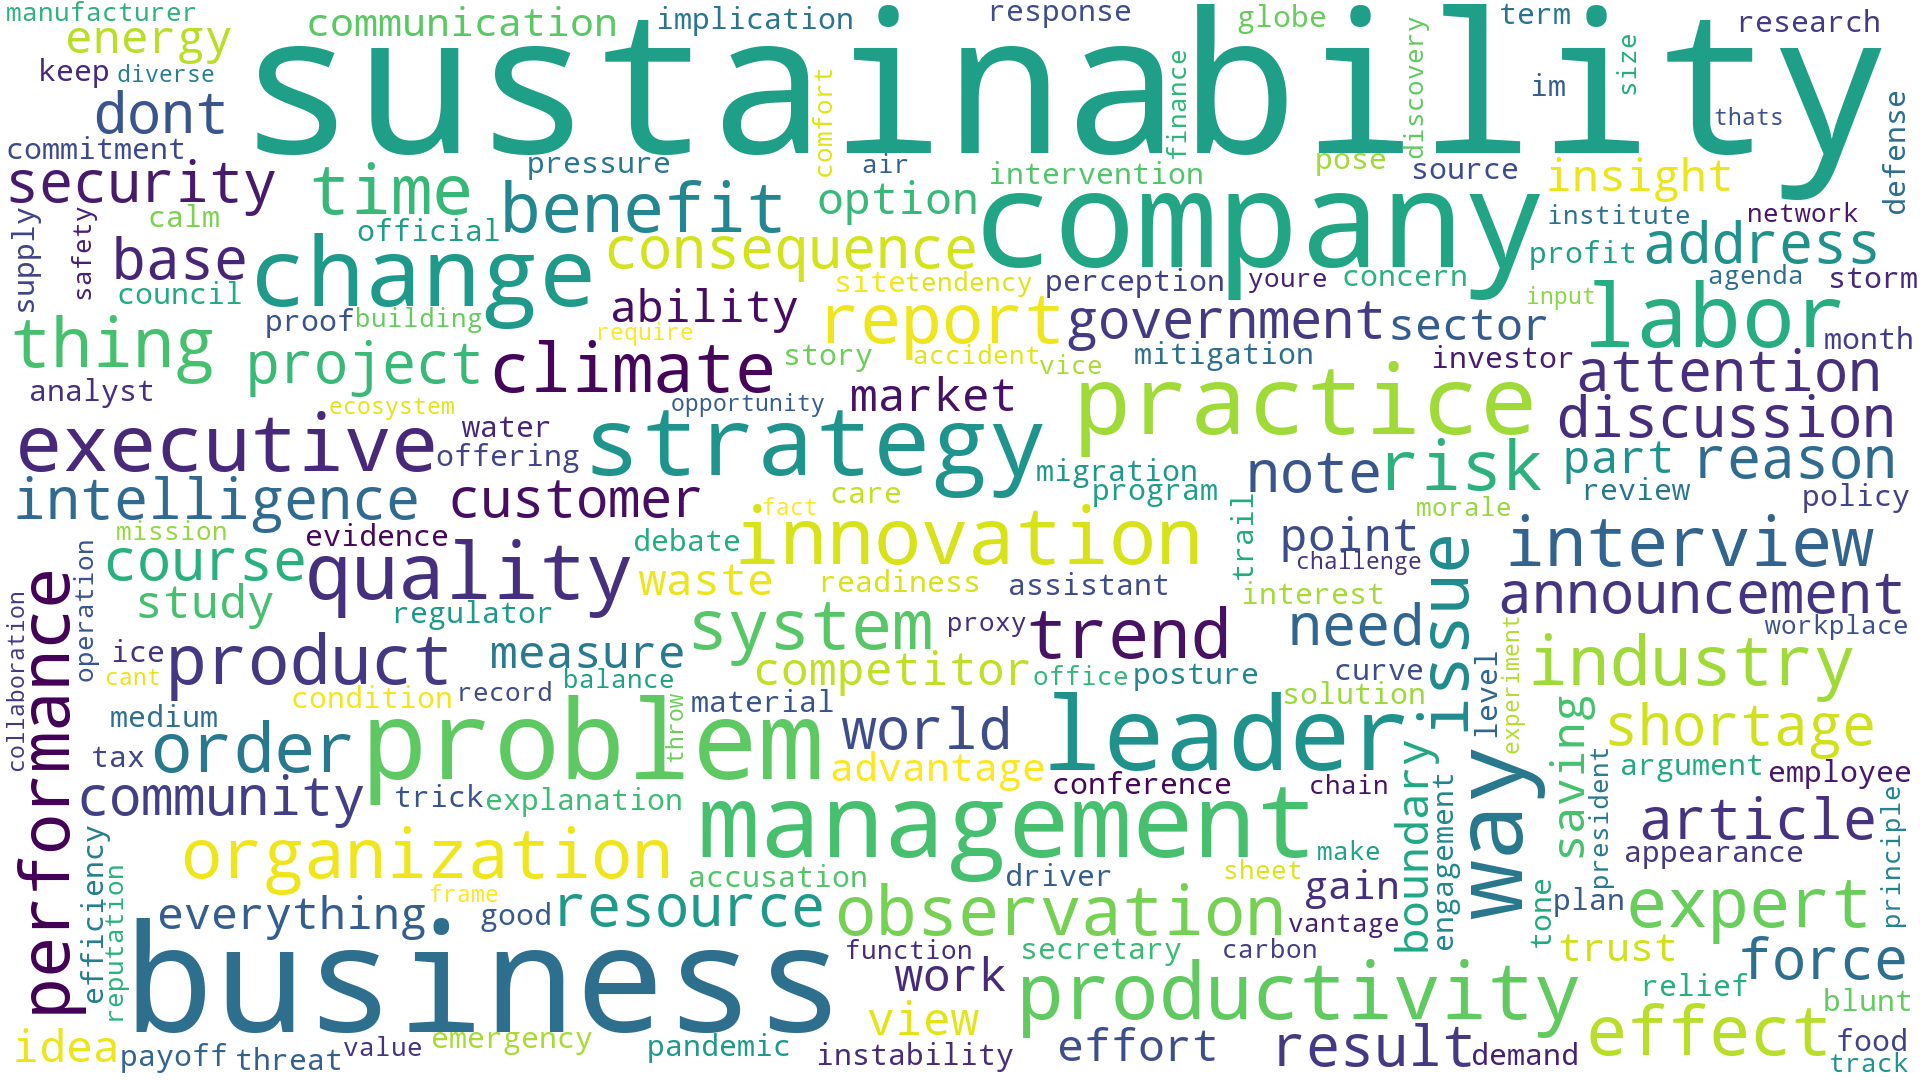 manufacturer
communication
implication
response
globe
term
research
energy
sustainability
keep
diverse
comfort
finance
discovery
im
size
thats
dont
defense
commitment
pressure
air
intervention
pose
source
insight
security
time
benefit
option
company
institute
network
supply
safety
calm
official
base
change
consequence
profit
address
council
site
tendency
perception
youre
concern
agenda
storm
proof
building
ability
require
report
government
sector
input
labor
month
thing
project
climate
story
accident
vice
mitigation
investor
attention
analyst
ecosystem
opportunity
market
practice
discussion
executive
water
offering
strategy
migration
program
note
risk
part
reason
review
policy
intelligence
customer
fact
care
innovation
trail
morale
point
challenge
interview
mission
evidence
debate
course
quality
waste
readiness
assistant
interest
issue
announcement
operation
study
regulator
system
proxy
trend
need
workplace
collaboration
performance
ice
cant
product
measure
competitor
office
posture
curve
industry
condition
record
balance
solution
level
experiment
medium
material
throw
tax
order
problem
world
leader
saving
shortage
advantage
conference
chain
boundary
way
argument
employee
community
trick
explanation
management
engagement
president
article
principle
efficiency
reputation
organization
accusation
driver
sheet
make
appearance
frame
gain
everything
good
resource
observation
vantage
tone
plan
expert
business
function
secretary
carbon
trust
force
work
productivity
relief
blunt
idea
payoff
threat
value
emergency
pandemic
view
instability
effort
result
demand
effect
food
track